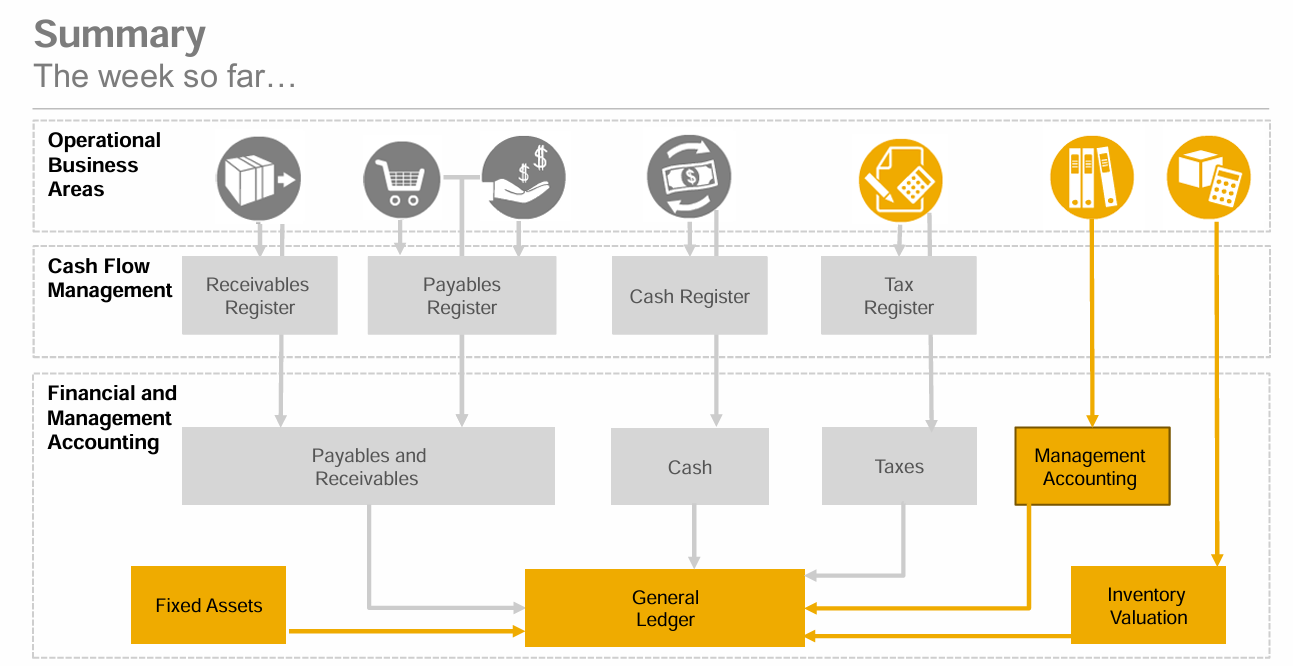 Summary
The week so far…
Operational
Business
Areas
$
$
$
Cash Flow
Management
Receivables
Register
Payables
Register
Cash Register
Tax
Register
Financial and
Management
Accounting
Payables and
Receivables
Cash
Taxes
Management
Accounting
Fixed Assets
General
Ledger
Inventory
Valuation